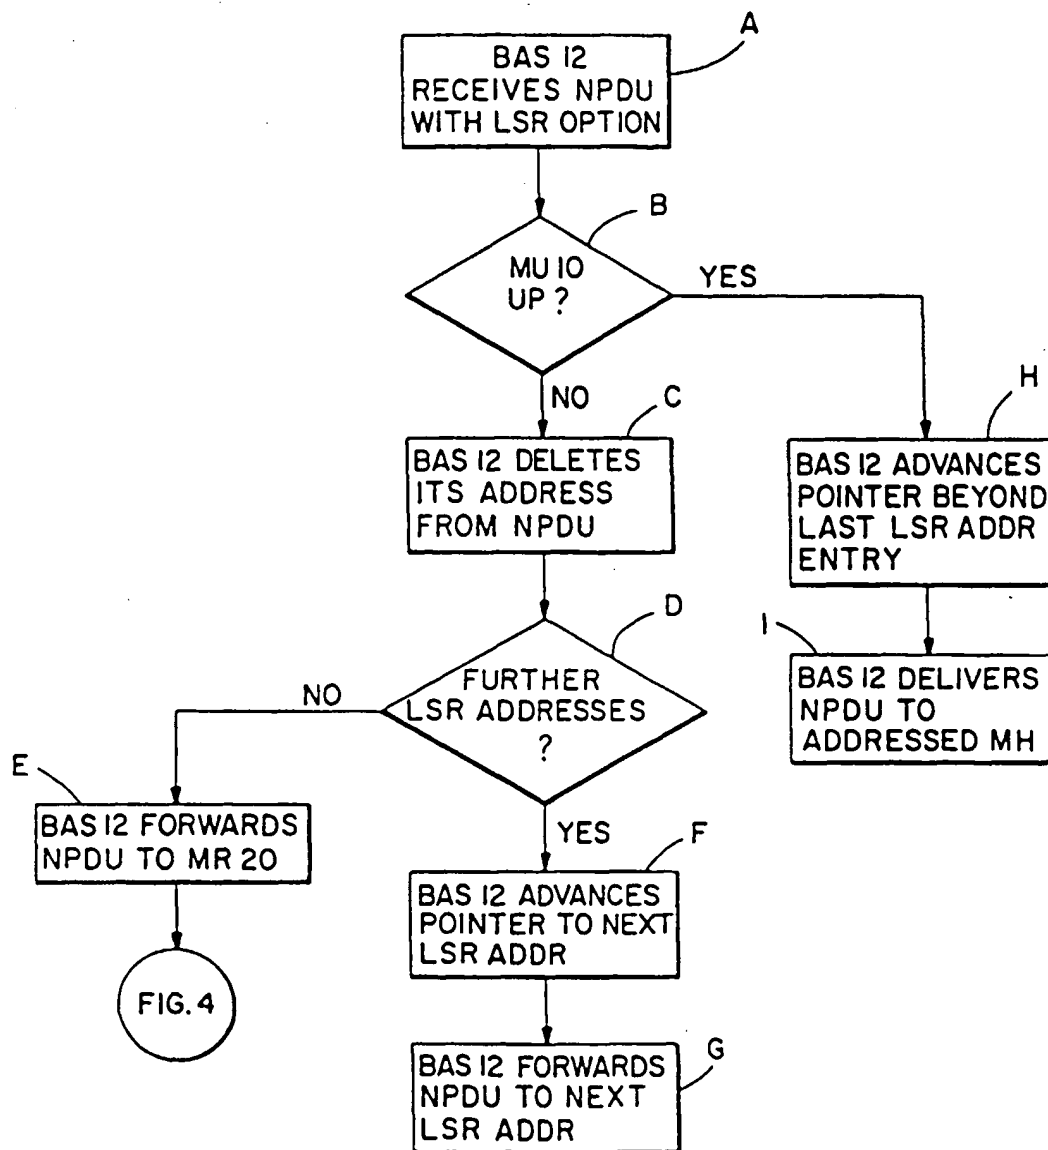 A
BAS 12
RECEIVES NPDU
WITH LSR OPTION
B
MU 10
UP ?
YES
NO
C
H
BAS 12 DELETES
ITS ADDRESS
FROM NPDU
BAS 12 ADVANCES
POINTER BEYOND
LAST LSR ADDR
ENTRY
D
I
FURTHER
LSR ADDRESSES
?
NO
BAS 12 DELIVERS
NPDU TO
ADDRESSED MH
E
BAS 12 FORWARDS
NPDU TO MR 20
YES
F
BAS 12 ADVANCES
POINTER TO NEXT
LSR ADDR
FIG. 4
G
BAS 12 FORWARDS
NPDU TO NEXT
LSR ADDR